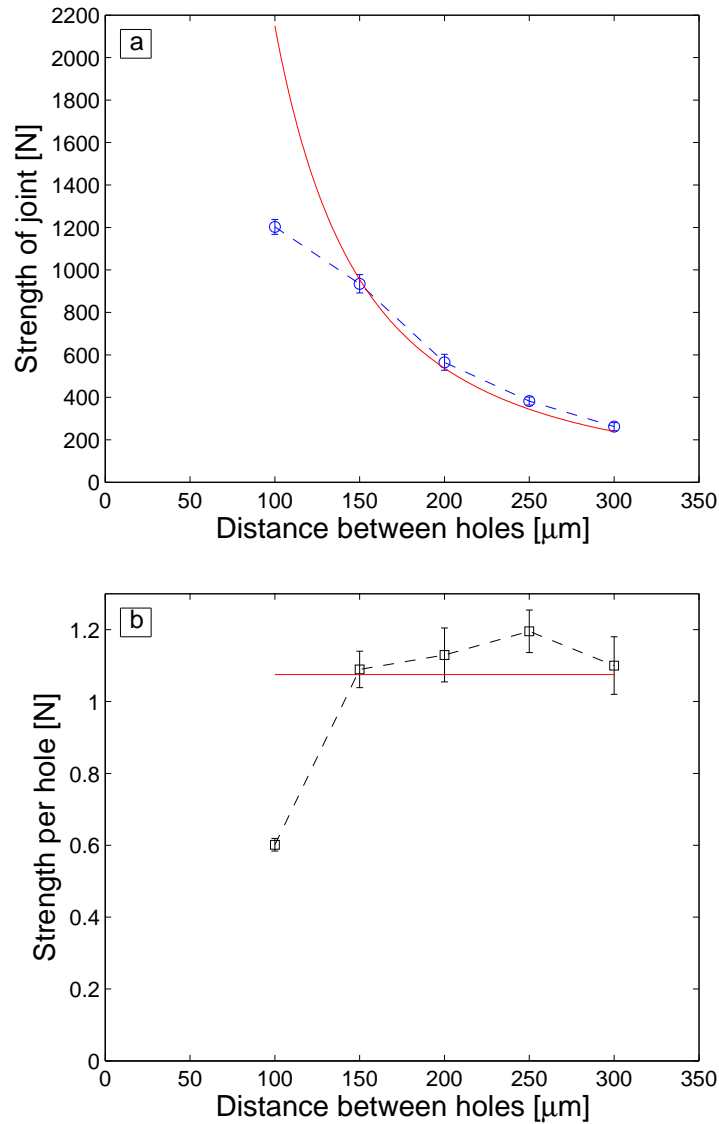 a
2200
2000
1800
1600
1400
1200
1000
800
600
400
200
0
Strength of joint [N]
0 50 100 150 200 250 300 350
Distance between holes [μm]
b
1.2
1
0.8
0.6
0.4
0.2
0
Strength per hole [N]
0 50 100 150 200 250 300 350
Distance between holes [μm]